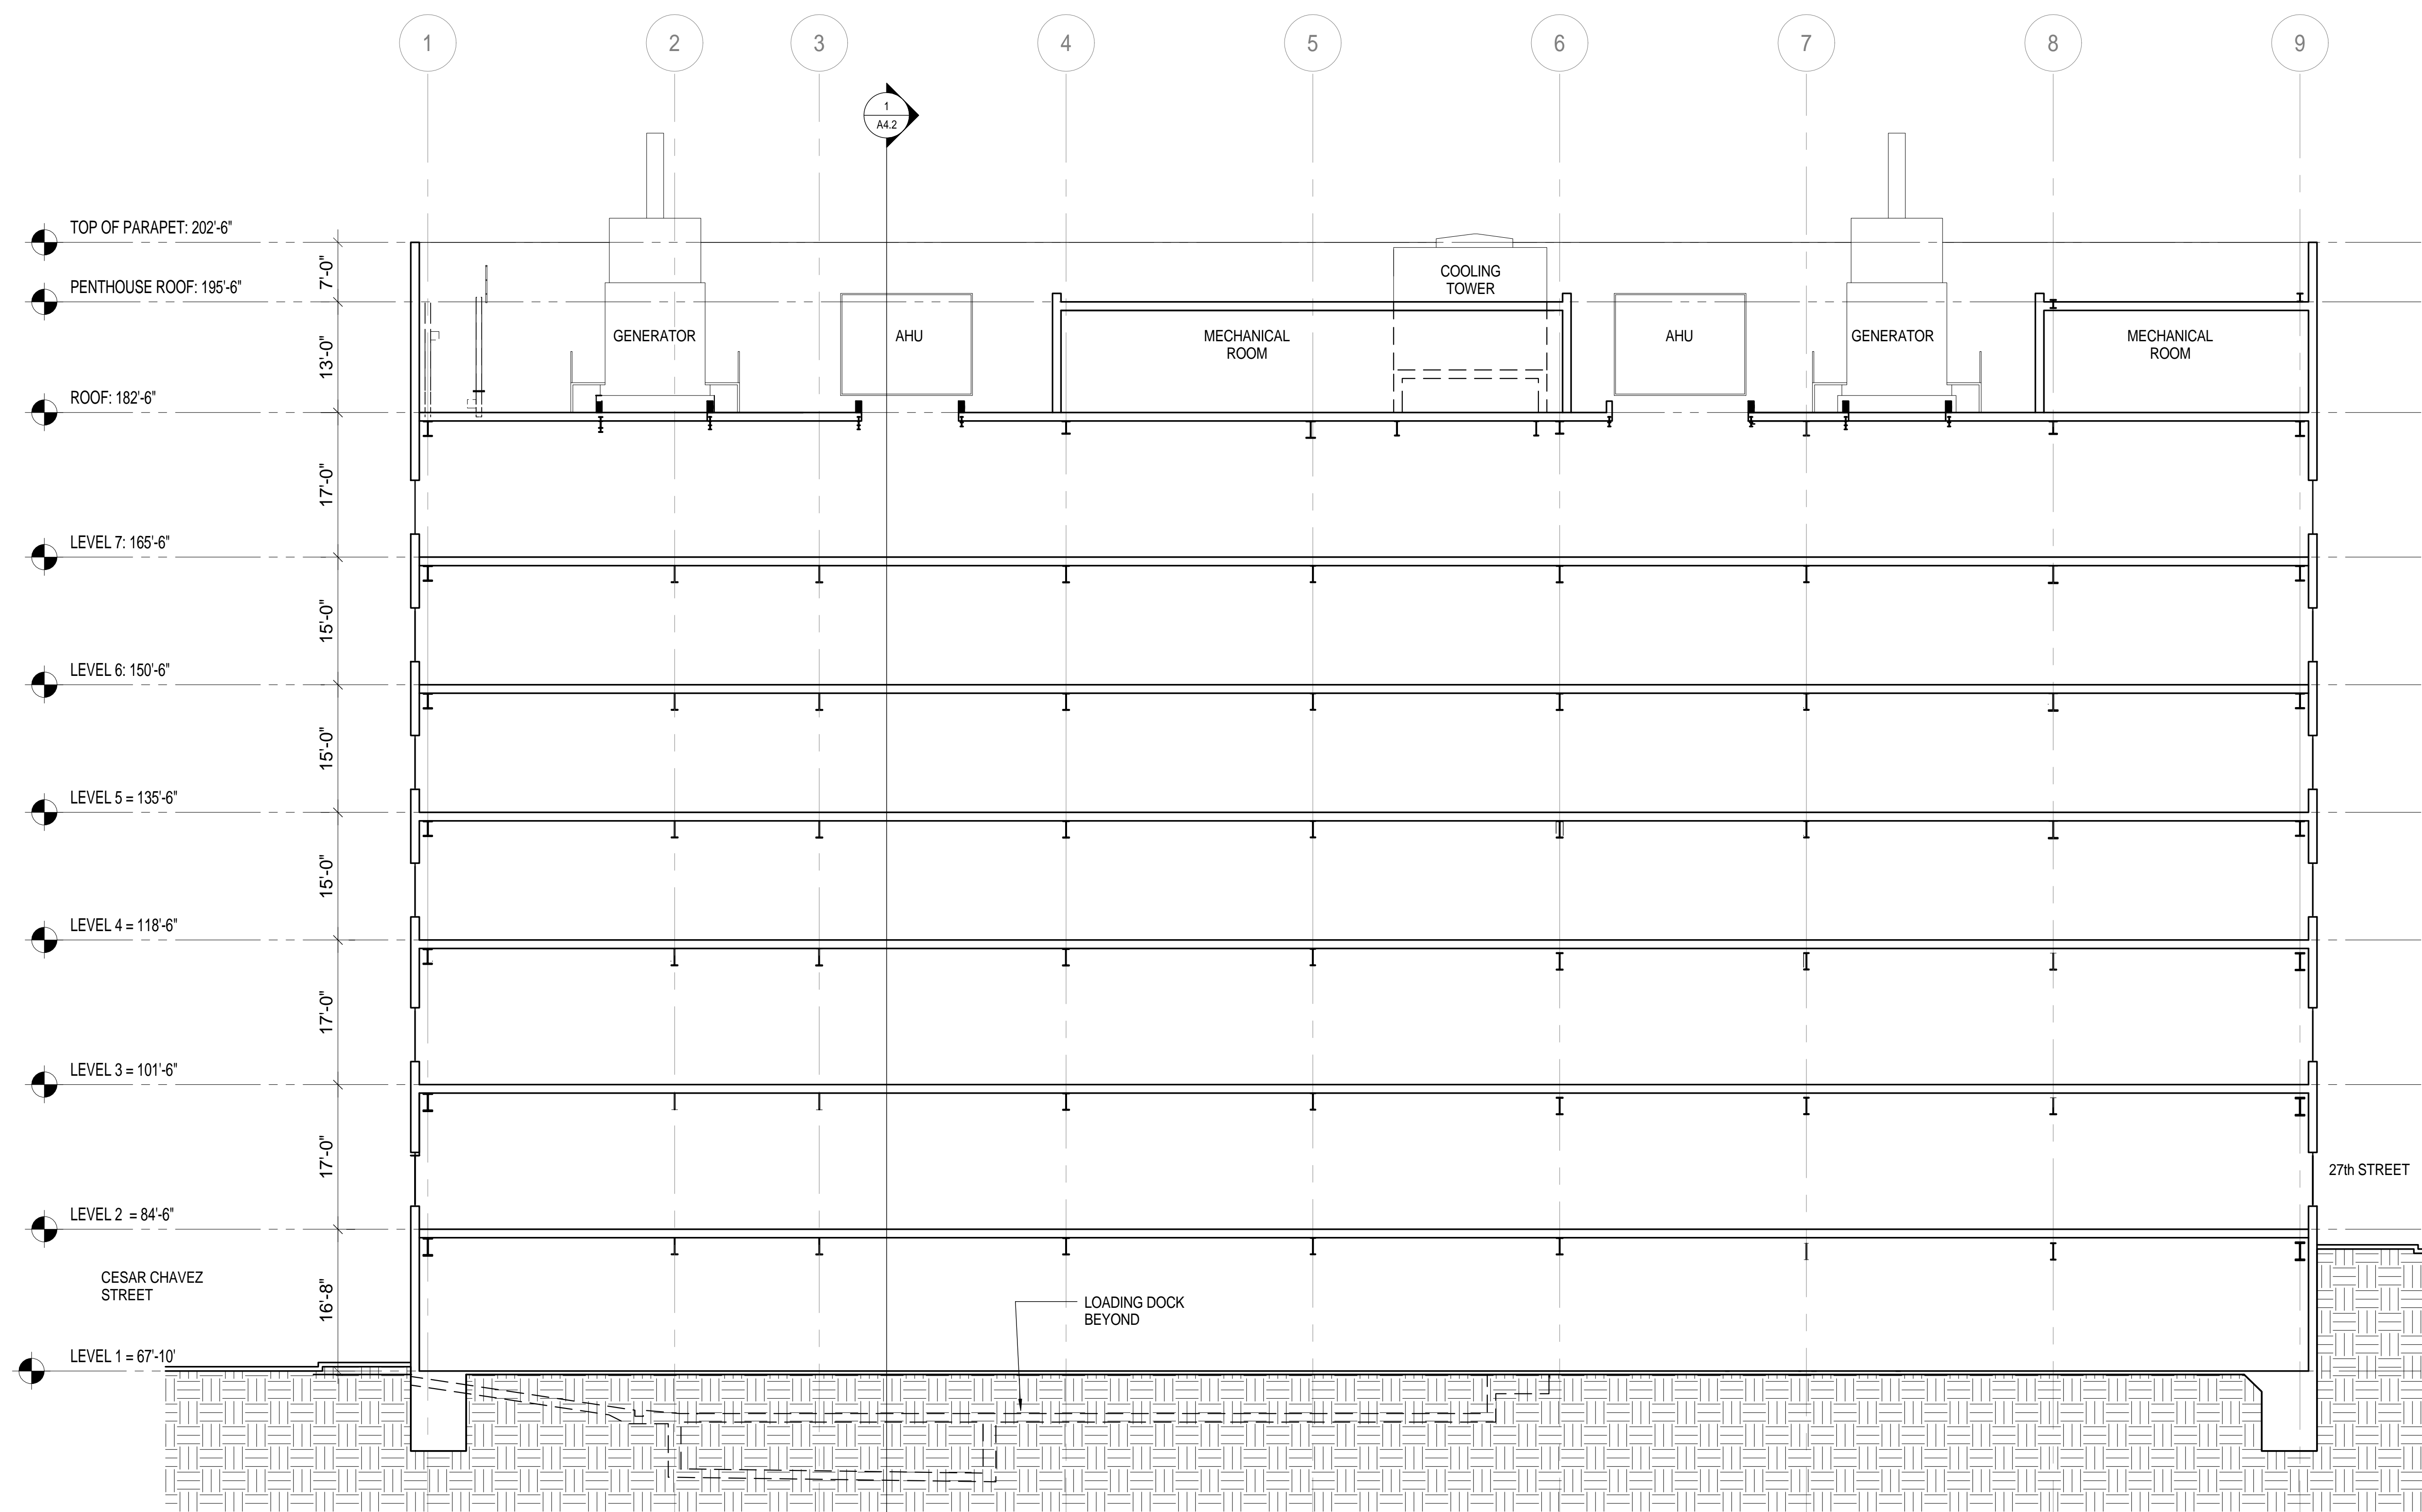 1 2 3 4 5 6 7 8 9
1
A4.2
TOP OF PARAPET: 202'-6"
7'-0"
PENTHOUSE ROOF: 195'-6"
COOLING
TOWER
13'-0"
GENERATOR
AHU
MECHANICAL
ROOM
AHU
GENERATOR
MECHANICAL
ROOM
ROOF: 182'-6"
17'-0"
LEVEL 7: 165'-6"
15'-0"
LEVEL 6: 150'-6"
15'-0"
LEVEL 5 = 135'-6"
15'-0"
LEVEL 4 = 118'-6"
17'-0"
LEVEL 3 = 101'-6"
17'-0"
27th STREET
LEVEL 2 = 84'-6"
CESAR CHAVEZ
STREET
16'-8"
LOADING DOCK
BEYOND
LEVEL 1 = 67'-10'